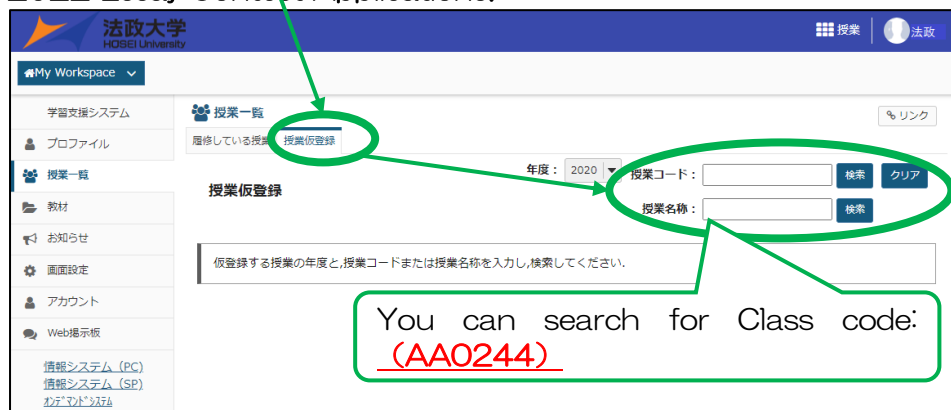 法政大学
HOSEI University
授業
法政
My Workspace
学習支援システム
授業一覧
リンク
プロファイル
履修している授業
授業仮登録
授業一覧
年度：
2020
授業コード：
検索
クリア
授業仮登録
教材
授業名称：
検索
お知らせ
仮登録する授業の年度と,授業コードまたは授業名称を入力し,検索してください.
画面設定
アカウント
You can search for Class code:
（AA0244）
Web掲示板
情報システム（PC）
情報システム（SP）
ｵﾝﾃﾞﾏﾝﾄﾞｼｽﾃﾑ